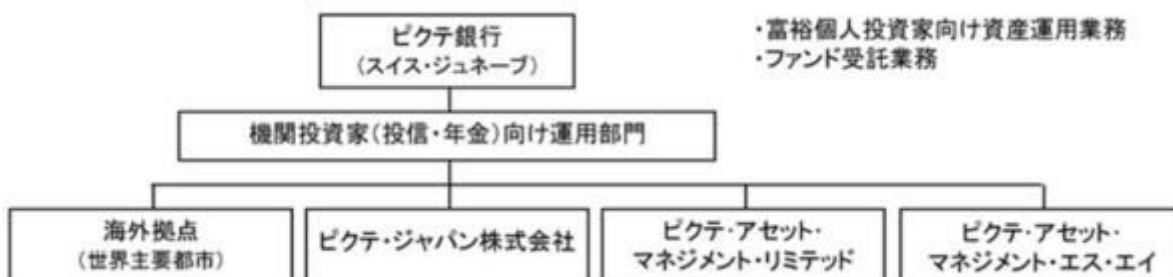 ピクテ銀行
(スイス・ジュネーブ)
・富裕個人投資家向け資産運用業務
・ファンド受託業務
機関投資家(投信・年金)向け運用部門
海外拠点
(世界主要都市)
ピクテ・ジャパン株式会社
ピクテ・アセット・
マネジメント・リミテッド
ピクテ・アセット・
マネジメント・エス・エイ